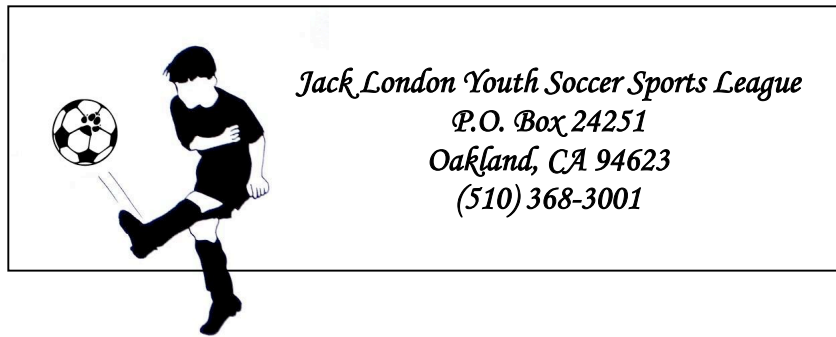 Jack London Youth Soccer Sports League
P.O. Box 24251
Oakland, CA 94623
(510) 368-3001